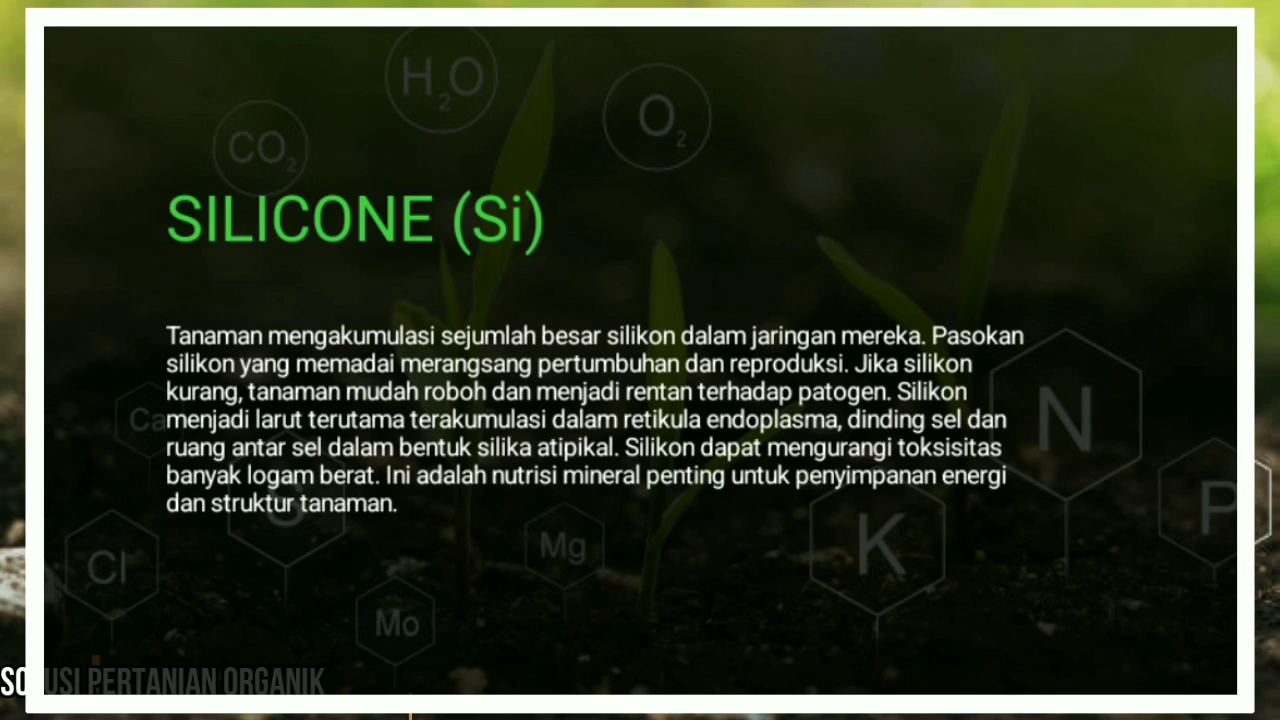 H2O
CO2
O2
SILICONE (Si)
Tanaman mengakumulasi sejumlah besar silikon dalam jaringan mereka. Pasokan
silikon yang memadai merangsang pertumbuhan dan reproduksi. Jika silikon
kurang, tanaman mudah roboh dan menjadi rentan terhadap patogen. Silikon
menjadi larut terutama terakumulasi dalam retikula endoplasma, dinding sel dan
ruang antar sel dalam bentuk silika atipikal. Silikon dapat mengurangi toksisitas
banyak logam berat. Ini adalah nutrisi mineral penting untuk penyimpanan energi
dan struktur tanaman.
Ca
N
P
K
Mg
Cl
Mo
SOLUSI PERTANIAN ORGANIK